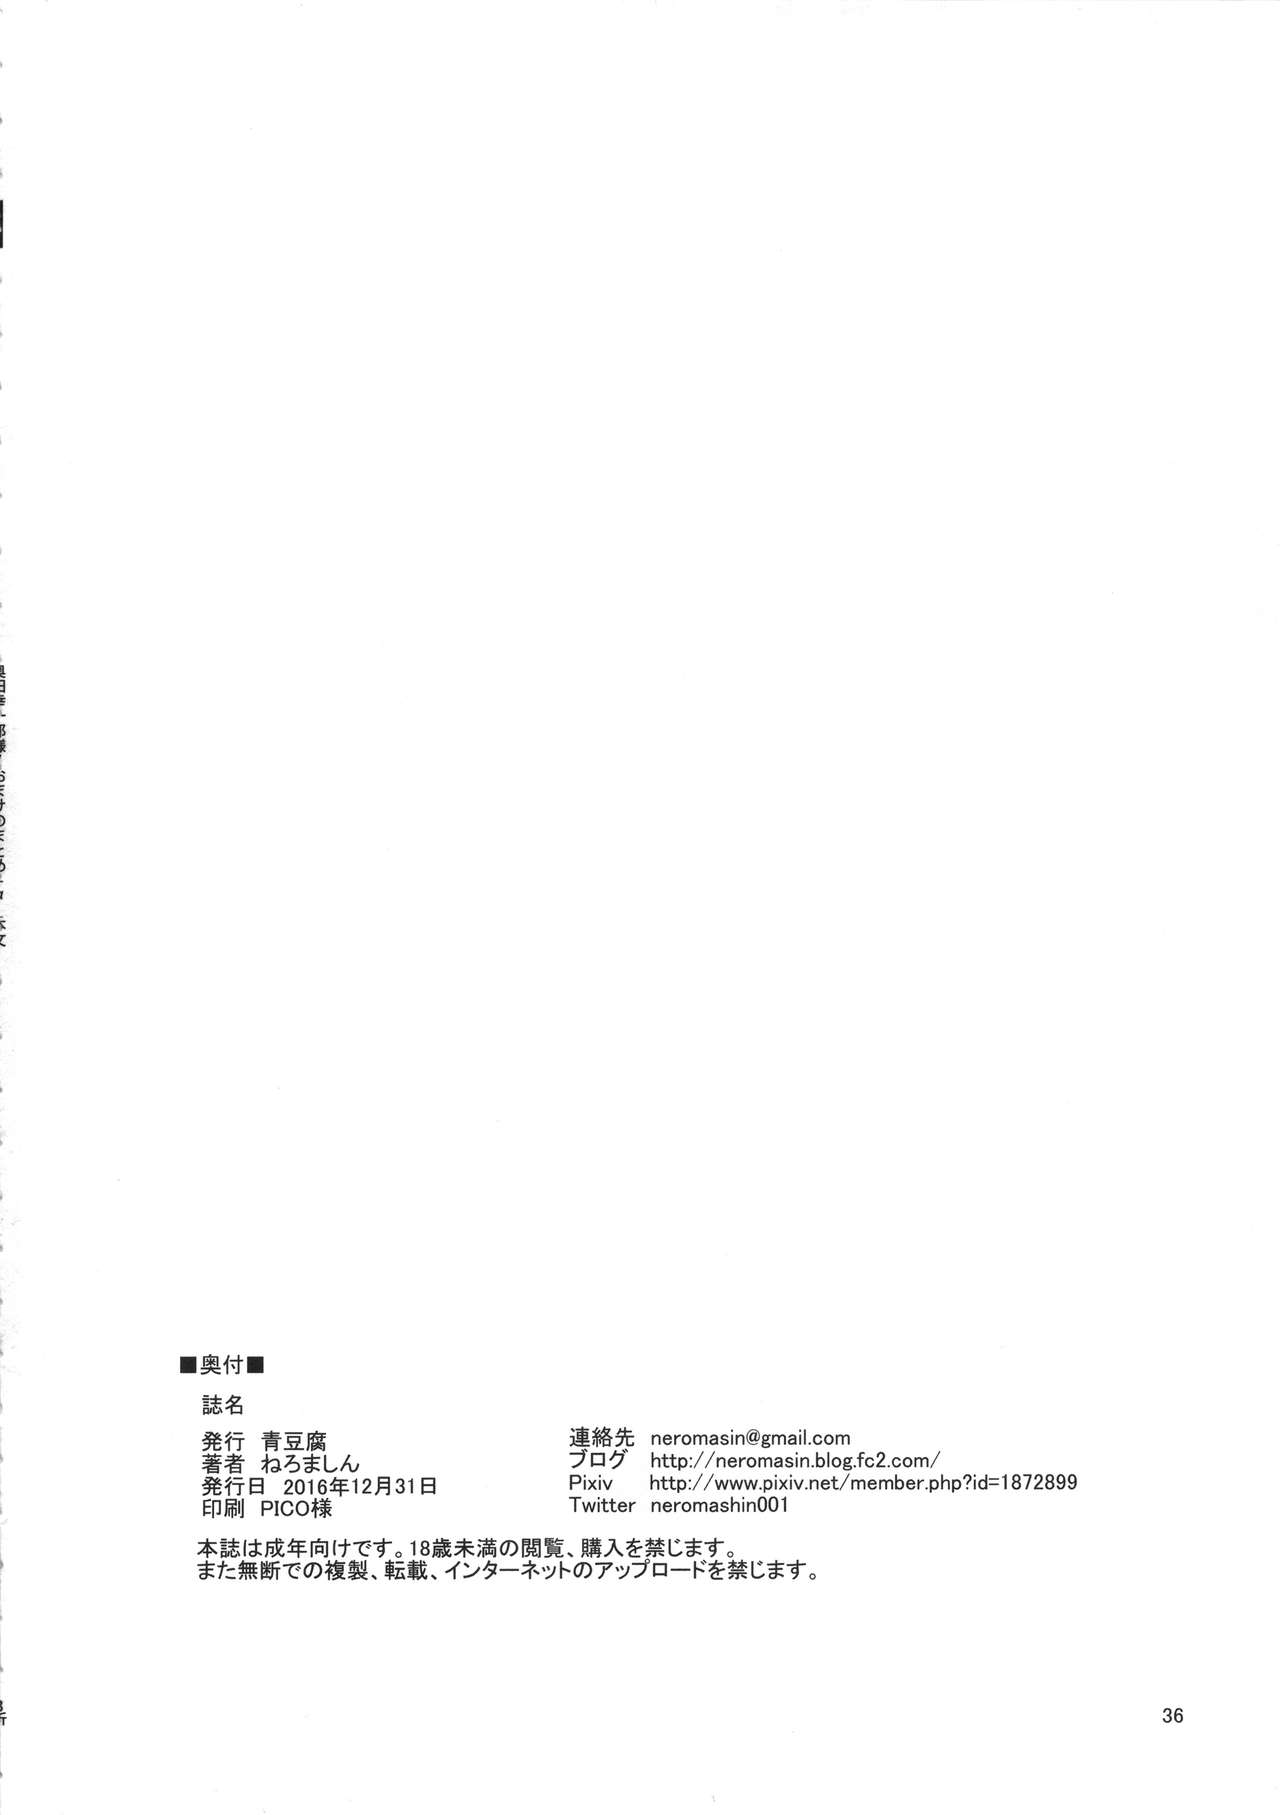 ■奥付■
誌名
発行 青豆腐
著者 ねろましん
発行日 2016年12月31日
印刷 PICO様
連絡先 neromasin@gmail.com
ブログ http://neromasin.blog.fc2.com/
Pixiv http://www.pixiv.net/member.php?id=1872899
Twitter neromashin001
本誌は成年向けです。18歳未満の閲覧、購入を禁じます。
また無断での複製、転載、インターネットのアップロードを禁じます。
36